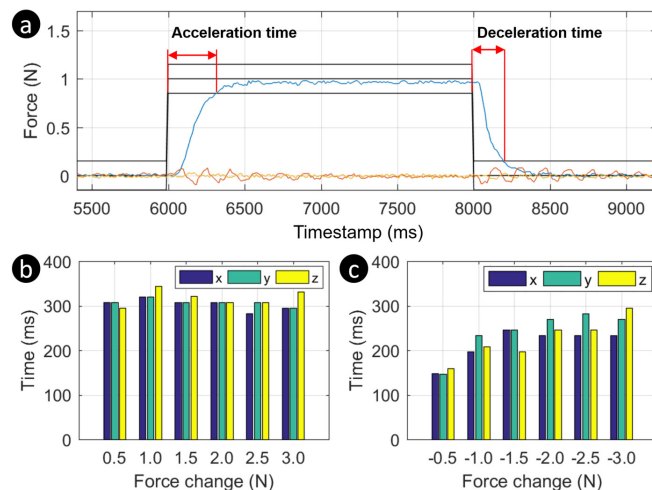 a
Acceleration time
Deceleration time
1.5
1
0.5
0
Force (N)
5500 6000 6500 7000 7500 8000 8500 9000
Timestamp (ms)
b
400
300
200
100
0
Time (ms)
x y z
0.5 1.0 1.5 2.0 2.5 3.0
Force change (N)
c
400
300
200
100
0
Time (ms)
x y z
-0.5 -1.0 -1.5 -2.0 -2.5 -3.0
Force change (N)